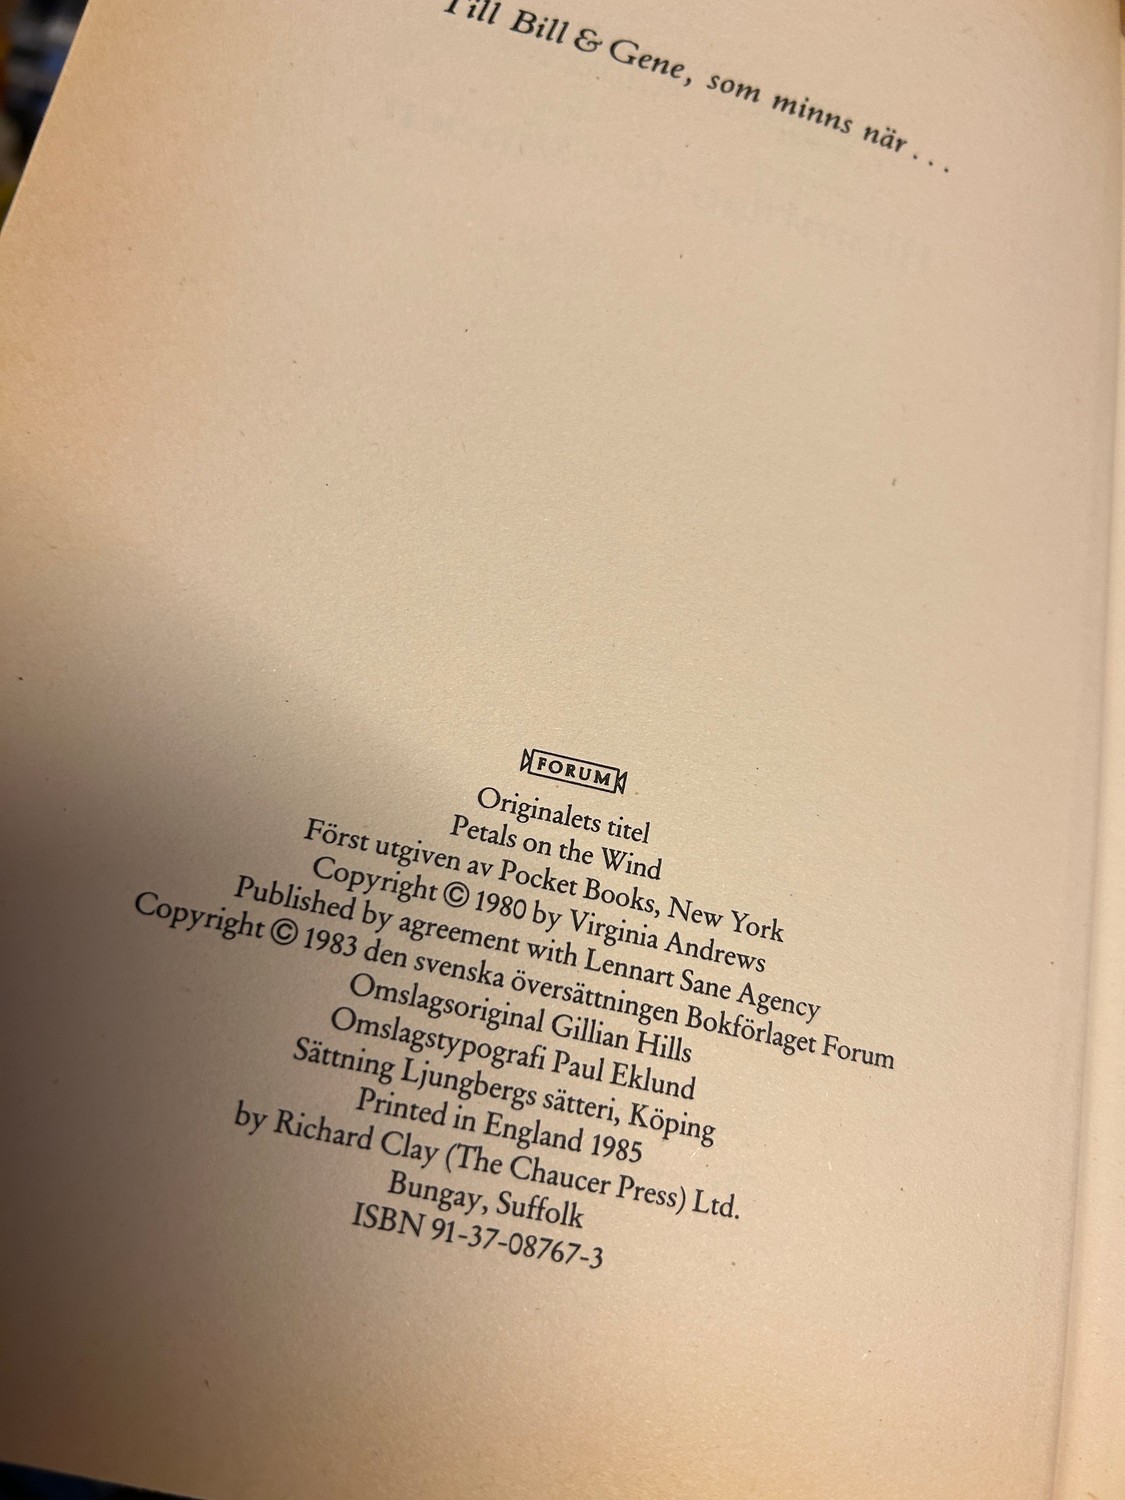 Till Bill & Gene, som minns när . . .
FORUM
Originalets titel
Petals on the Wind
Först utgiven av Pocket Books, New York
Copyright © 1980 by Virginia Andrews
Published by agreement with Lennart Sane Agency
Copyright © 1983 den svenska översättningen Bokförlaget Forum
Omslagsoriginal Gillian Hills
Omslagstypografi Paul Eklund
Sättning Ljungbergs sätteri, Köping
Printed in England 1985
by Richard Clay (The Chaucer Press) Ltd.
Bungay, Suffolk
ISBN 91-37-08767-3